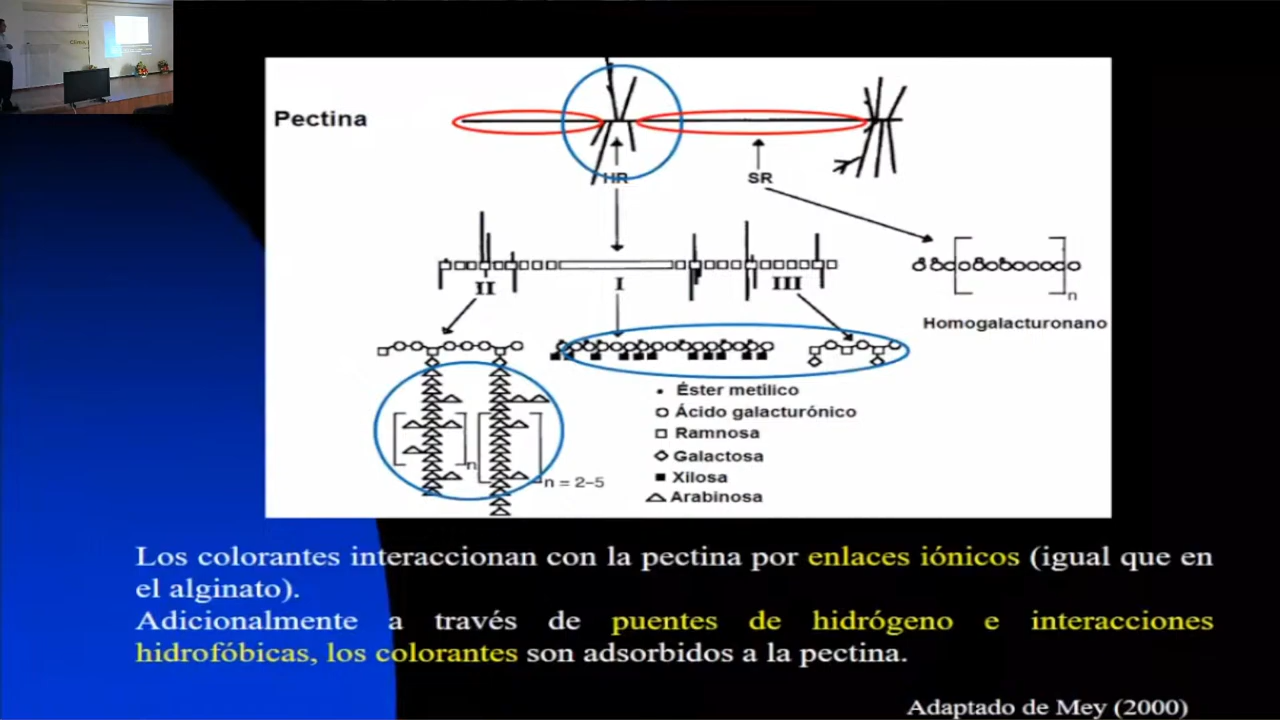 Pectina
HR
SR
II
I
III
n
Homogalacturonano
n
n = 2–5
• Éster metilico
Ácido galacturónico
Ramnosa
Galactosa
Xilosa
Arabinosa
Los colorantes interaccionan con la pectina por enlaces iónicos (igual que en
el alginato).
Adicionalmente a través de puentes de hidrógeno e interacciones
hidrofóbicas, los colorantes son adsorbidos a la pectina.
Adaptado de Mey (2000)